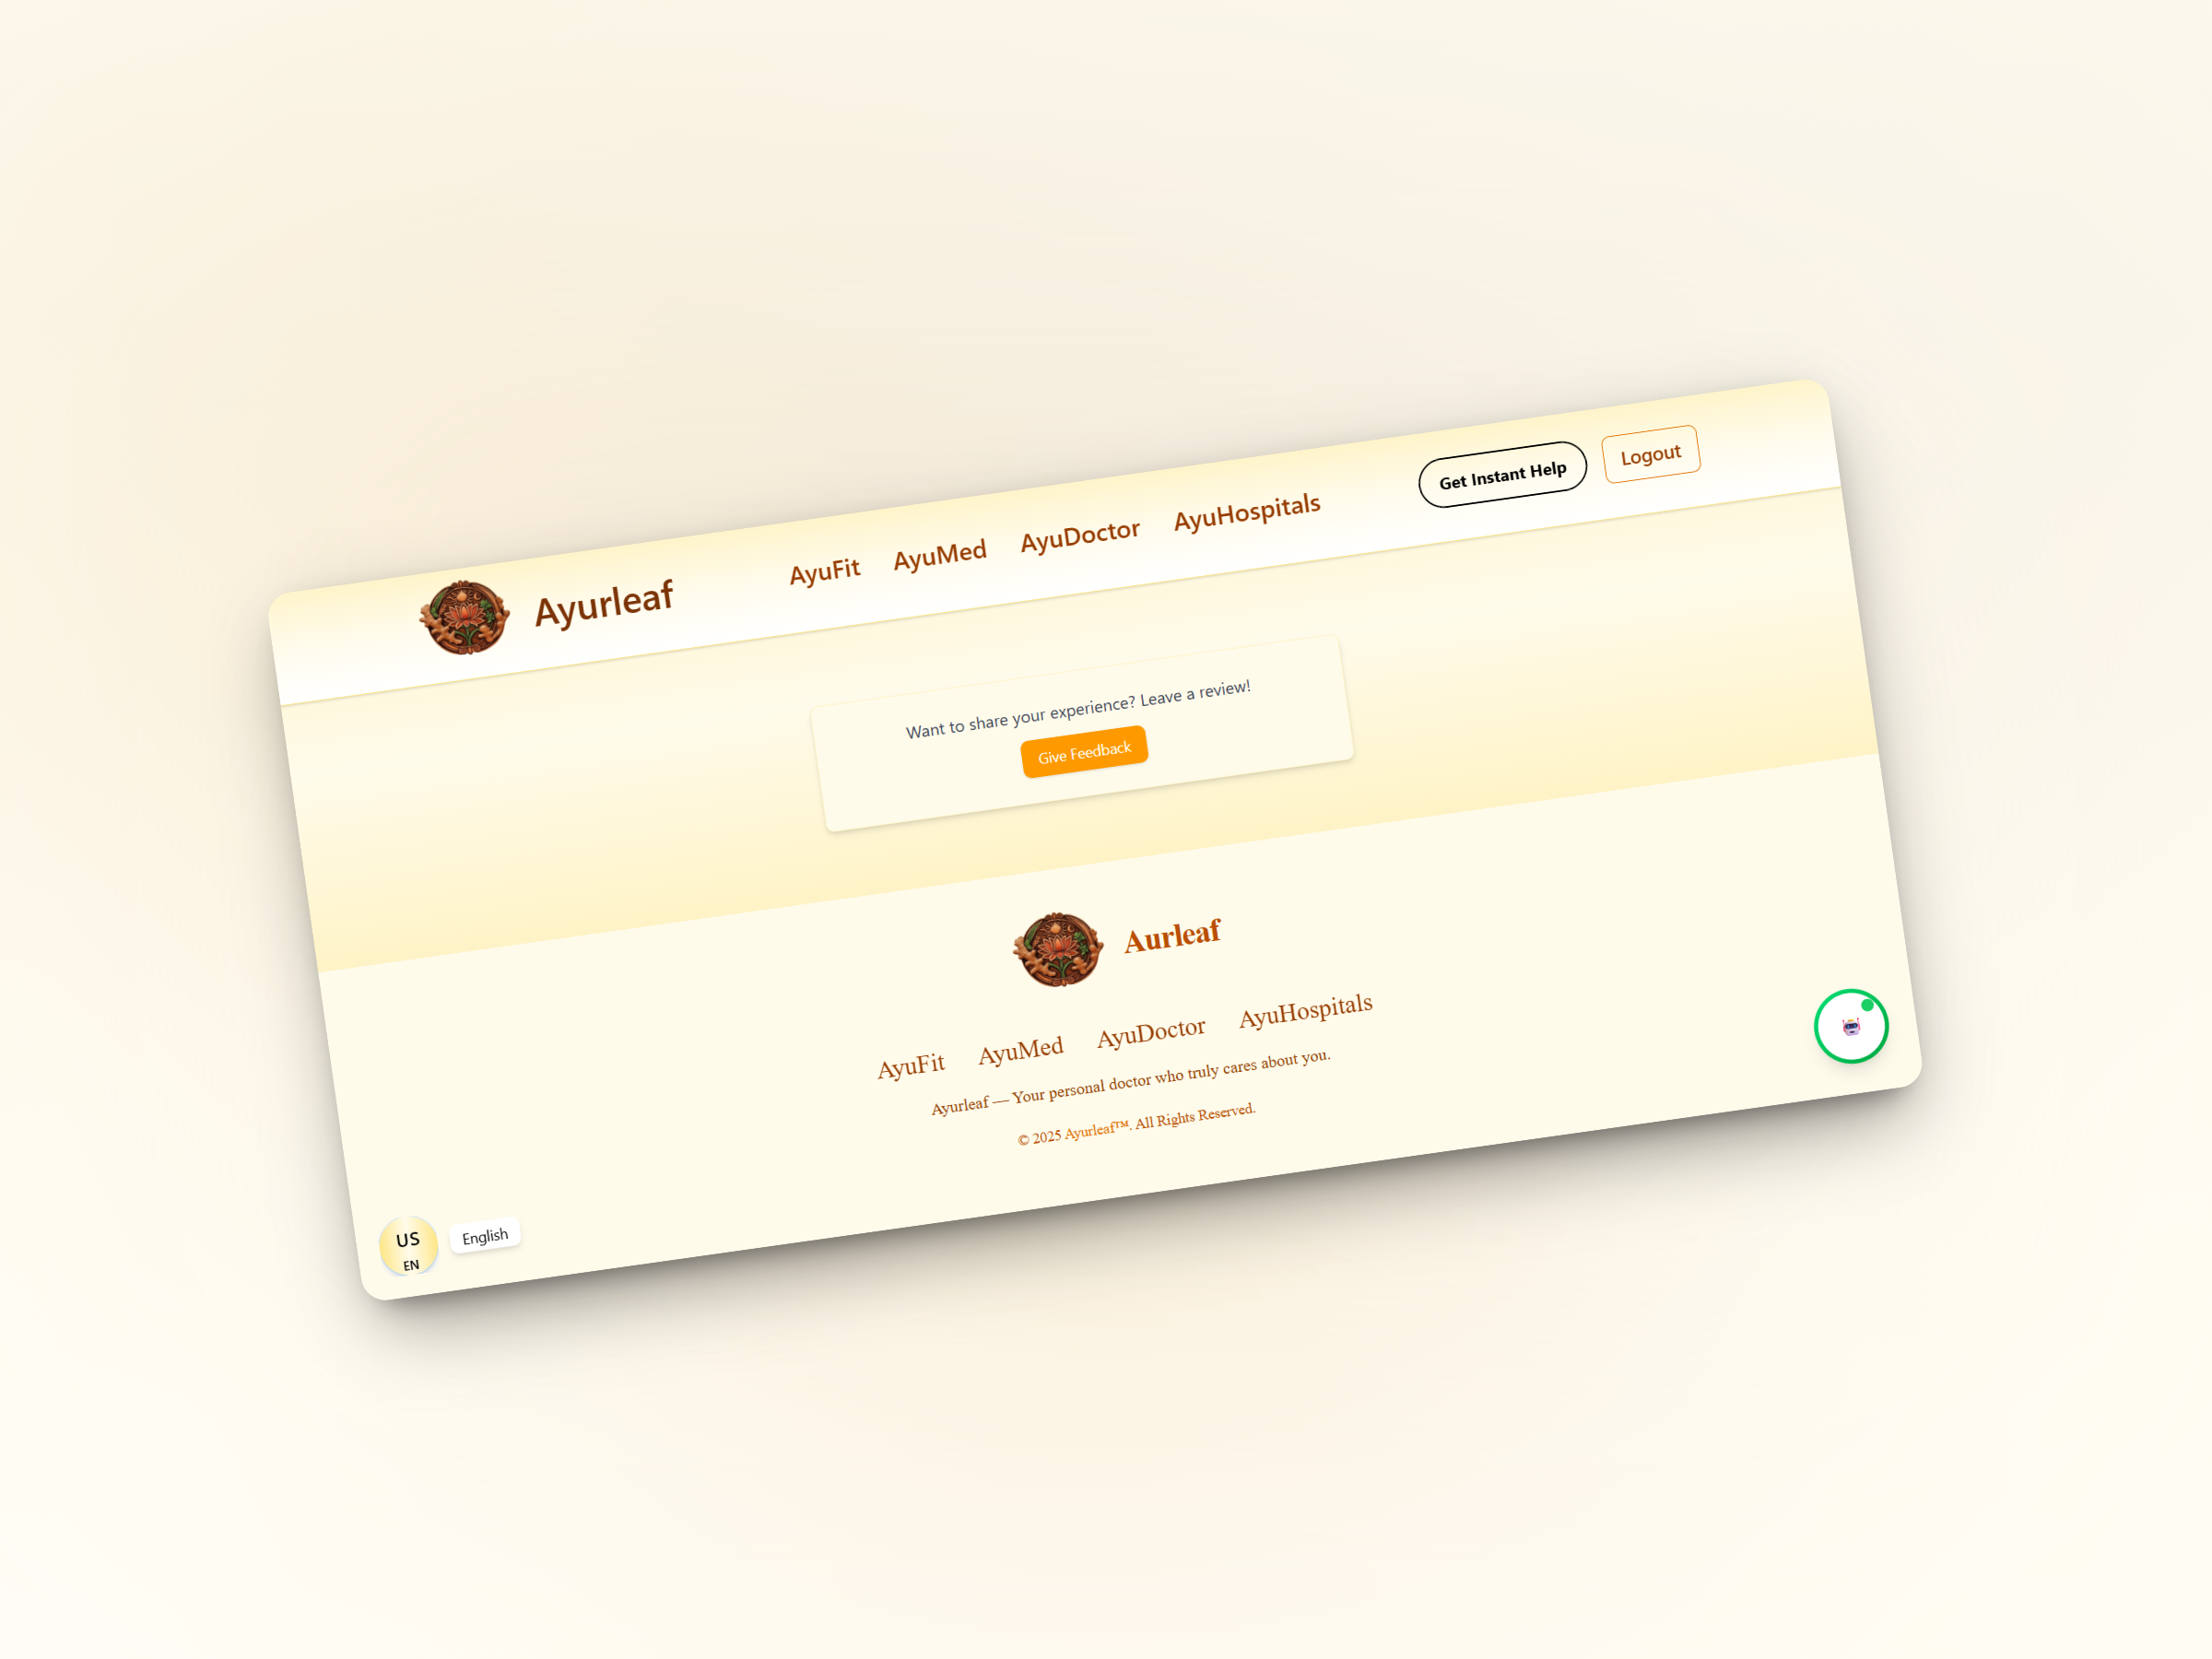 Ayurleaf
AyuFit AyuMed AyuDoctor AyuHospitals
Get Instant Help
Logout
Want to share your experience? Leave a review!
Give Feedback
Aurleaf
AyuFit AyuMed AyuDoctor AyuHospitals
Ayurleaf — Your personal doctor who truly cares about you.
© 2025 Ayurleaf™. All Rights Reserved.
US
EN
English